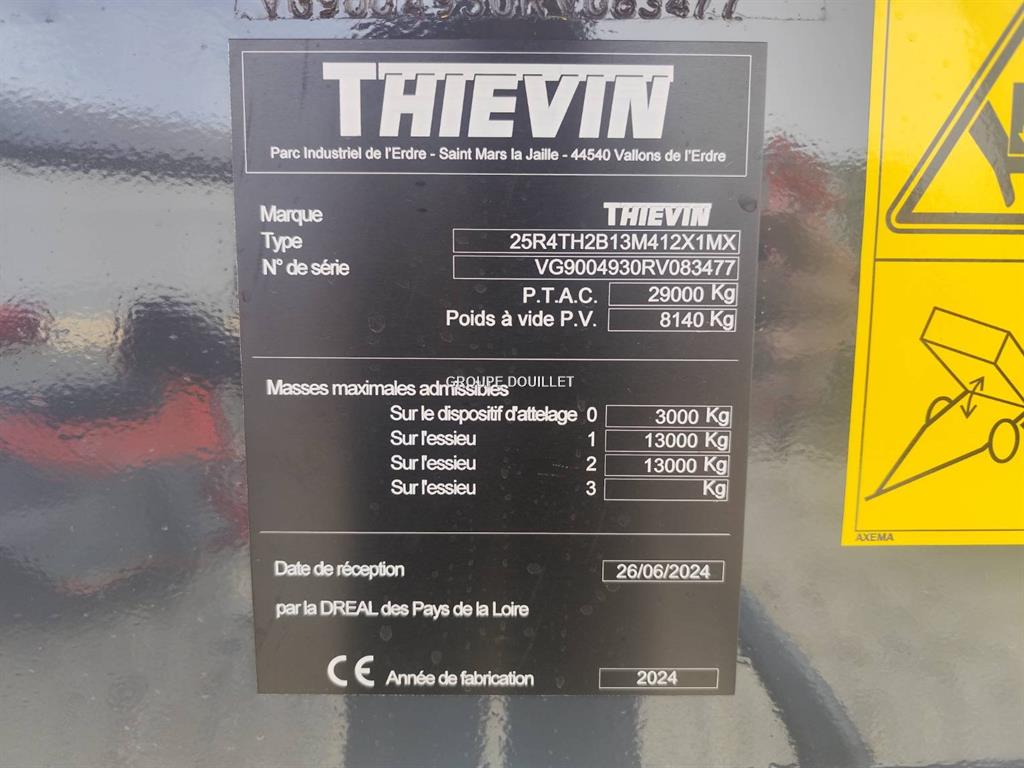 VG9004930RV083477
THIEVIN
Parc Industriel de l'Erdre - Saint Mars la Jaille - 44540 Vallons de l'Erdre
Marque THIEVIN
Type 25R4TH2B13M412X1MX
N° de série VG9004930RV083477
P.T.A.C. 29000 Kg
Poids à vide P.V. 8140 Kg
Masses maximales admissibles
GROUPE DOUILLET
Sur le dispositif d'attelage 0 3000 Kg
Sur l'essieu 1 13000 Kg
Sur l'essieu 2 13000 Kg
Sur l'essieu 3 Kg
Date de réception 26/06/2024
par la DREAL des Pays de la Loire
CE Année de fabrication 2024
AXEMA